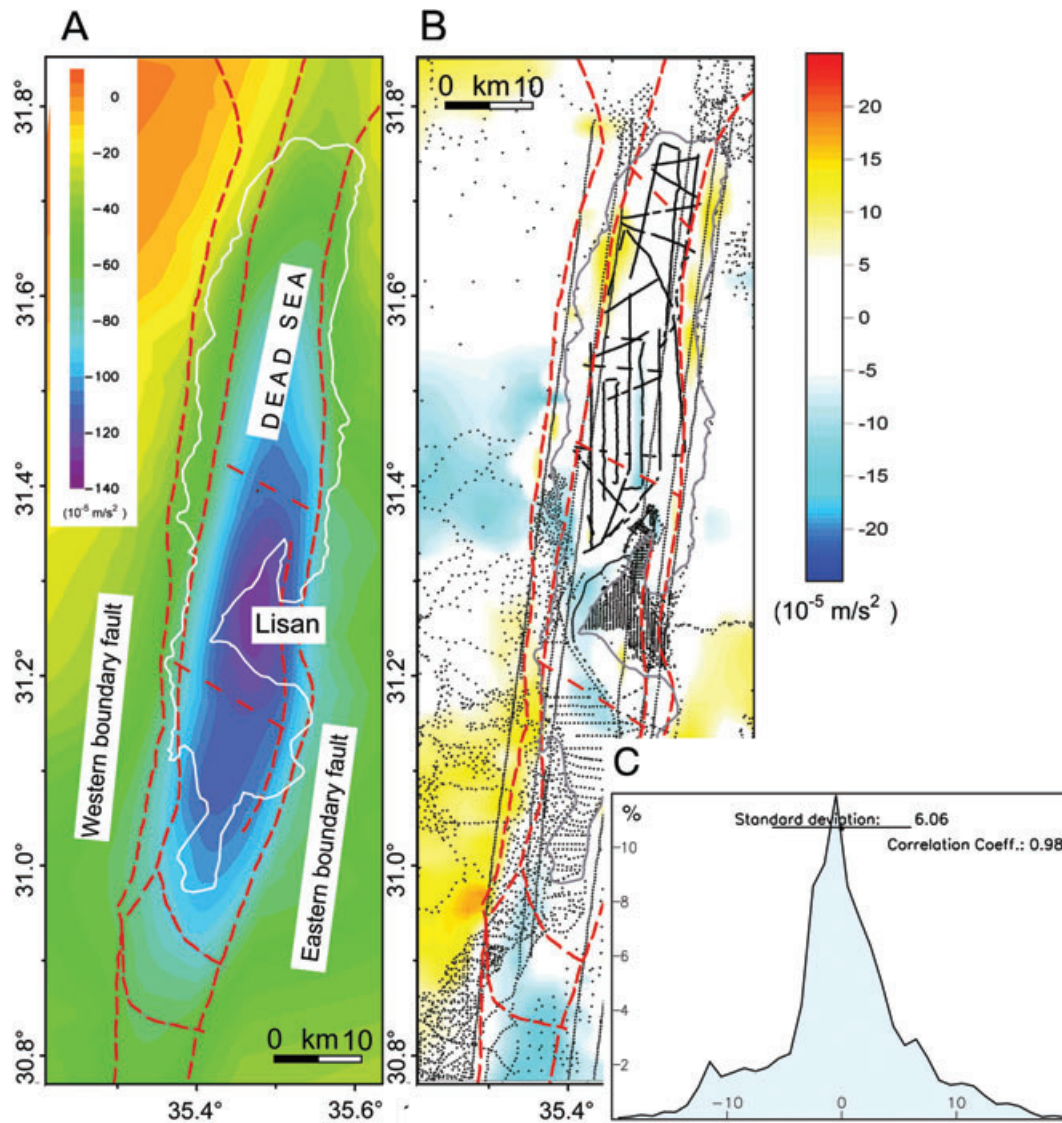 A
0
-20
-40
-60
-80
-100
-120
-140
(10⁻⁵ m/s²)
31.8°
31.6°
31.4°
31.2°
31.0°
30.8°
DEAD SEA
Lisan
Western boundary fault
Eastern boundary fault
0 km 10
35.4° 35.6°
B
0 km 10
31.8°
31.6°
31.4°
31.2°
31.0°
30.8°
35.4°
20
15
10
5
0
-5
-10
-15
-20
(10⁻⁵ m/s²)
C
%
Standard deviation: 6.06
Correlation Coeff.: 0.98
10
8
6
4
2
-10 0 10